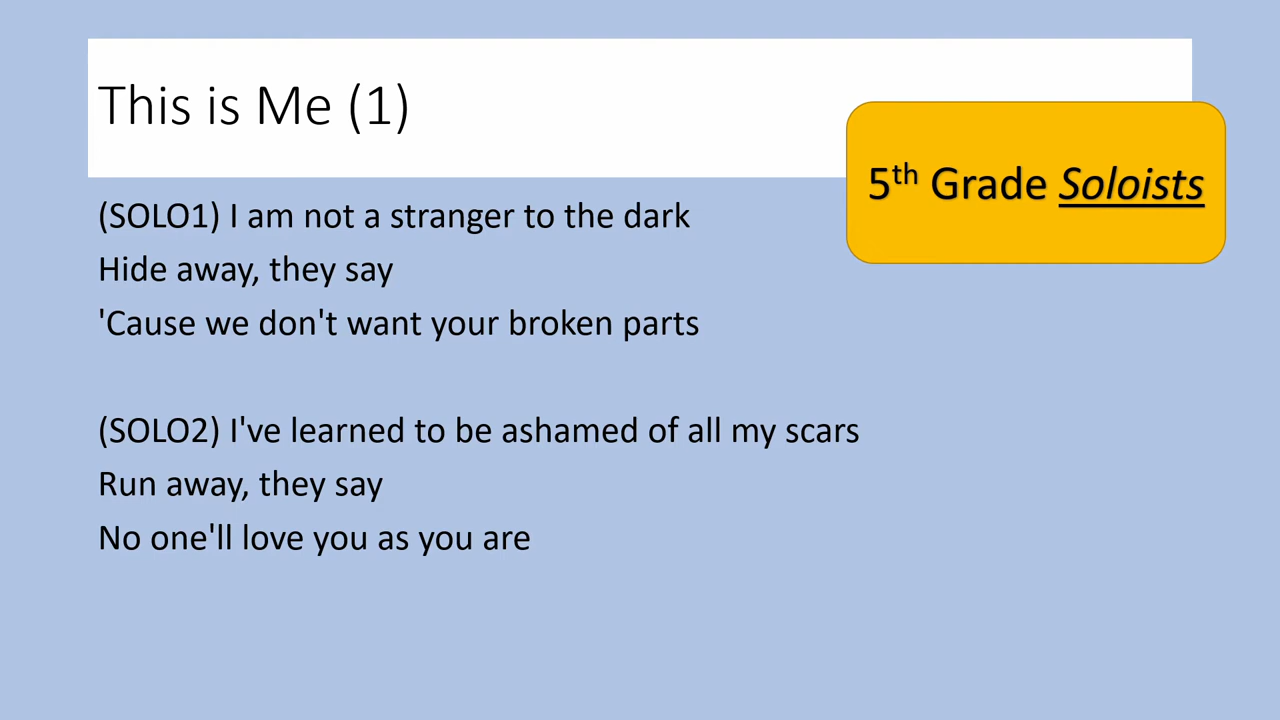 This is Me (1)
5th Grade Soloists
(SOLO1) I am not a stranger to the dark
Hide away, they say
'Cause we don't want your broken parts
(SOLO2) I've learned to be ashamed of all my scars
Run away, they say
No one'll love you as you are